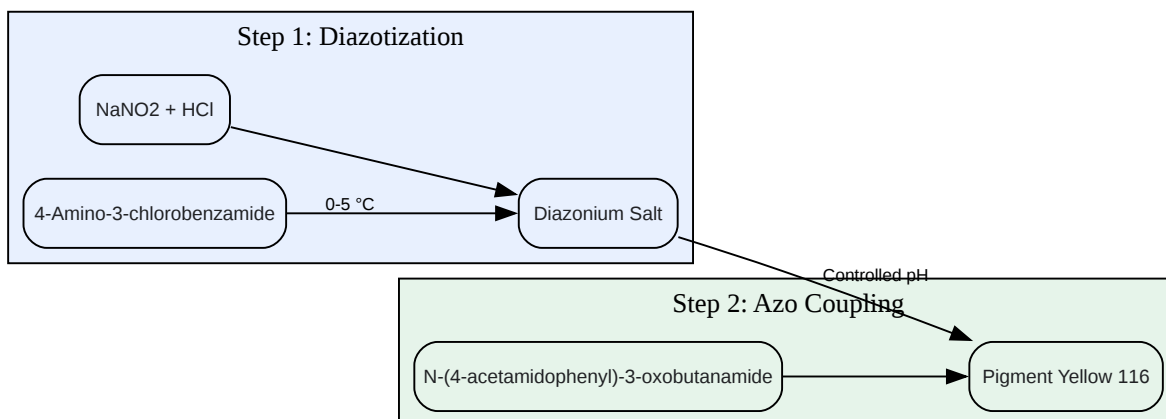 Step 1: Diazotization
NaNO2 + HCl
4-Amino-3-chlorobenzamide
0-5 °C
Diazonium Salt
Controlled pH
Step 2: Azo Coupling
N-(4-acetamidophenyl)-3-oxobutanamide
Pigment Yellow 116